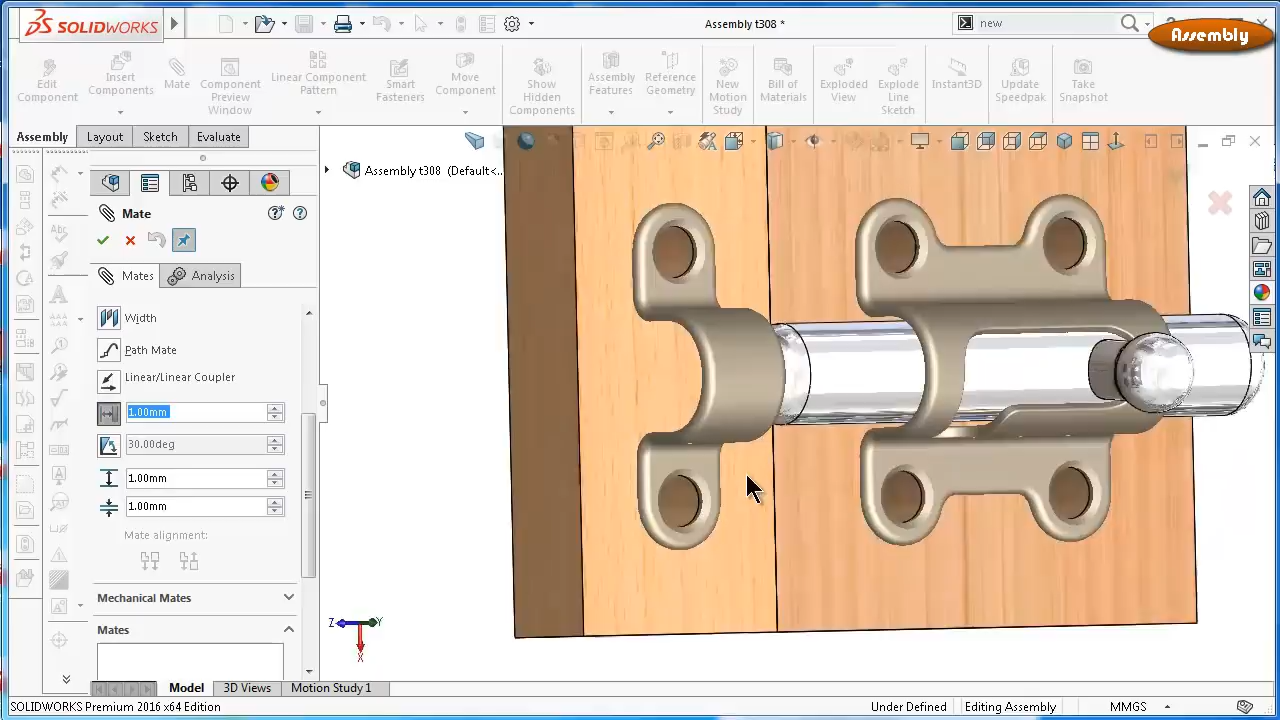 SOLIDWORKS
Assembly t308 *
new
Assembly
Edit Component
Insert Components
Mate
Component Preview Window
Linear Component Pattern
Smart Fasteners
Move Component
Show Hidden Components
Assembly Features
Reference Geometry
New Motion Study
Bill of Materials
Exploded View
Explode Line Sketch
Instant3D
Update Speedpak
Take Snapshot
Assembly Layout Sketch Evaluate
Assembly t308 (Default<...
Mate
Mates Analysis
Width
Path Mate
Linear/Linear Coupler
1.00mm
30.00deg
1.00mm
1.00mm
Mate alignment:
Mechanical Mates
Mates
Z Y
X
Model 3D Views Motion Study 1
SOLIDWORKS Premium 2016 x64 Edition Under Defined Editing Assembly MMGS